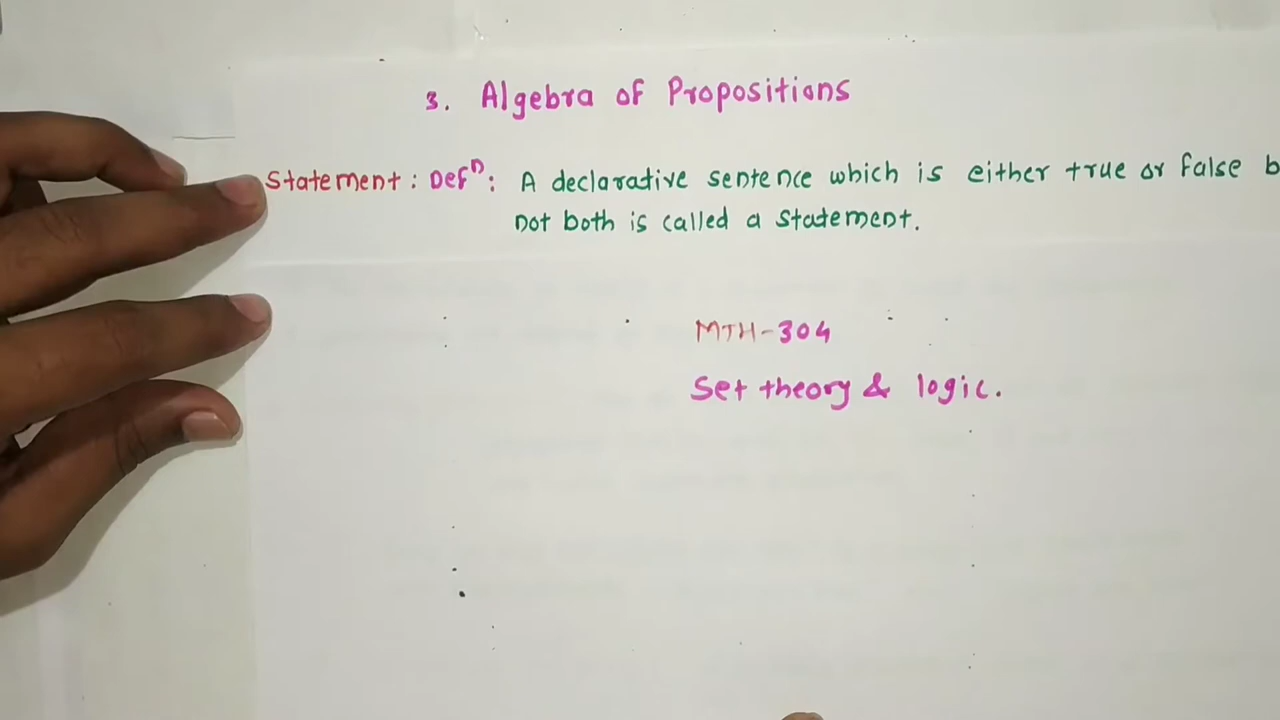 3. Algebra of Propositions
Statement: Defⁿ: A declarative sentence which is either true or false b
not both is called a statement.
MTH-304
Set theory & logic.